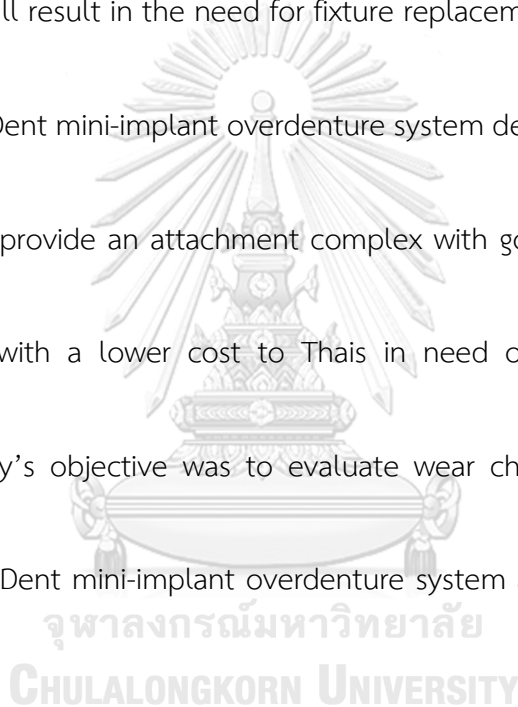 ll result in the need for fixture replacem
Dent mini-implant overdenture system de
provide an attachment complex with go
with a lower cost to Thais in need o
y's objective was to evaluate wear ch
Dent mini-implant overdenture system
จุฬาลงกรณ์มหาวิทยาลัย
CHULALONGKORN UNIVERSITY